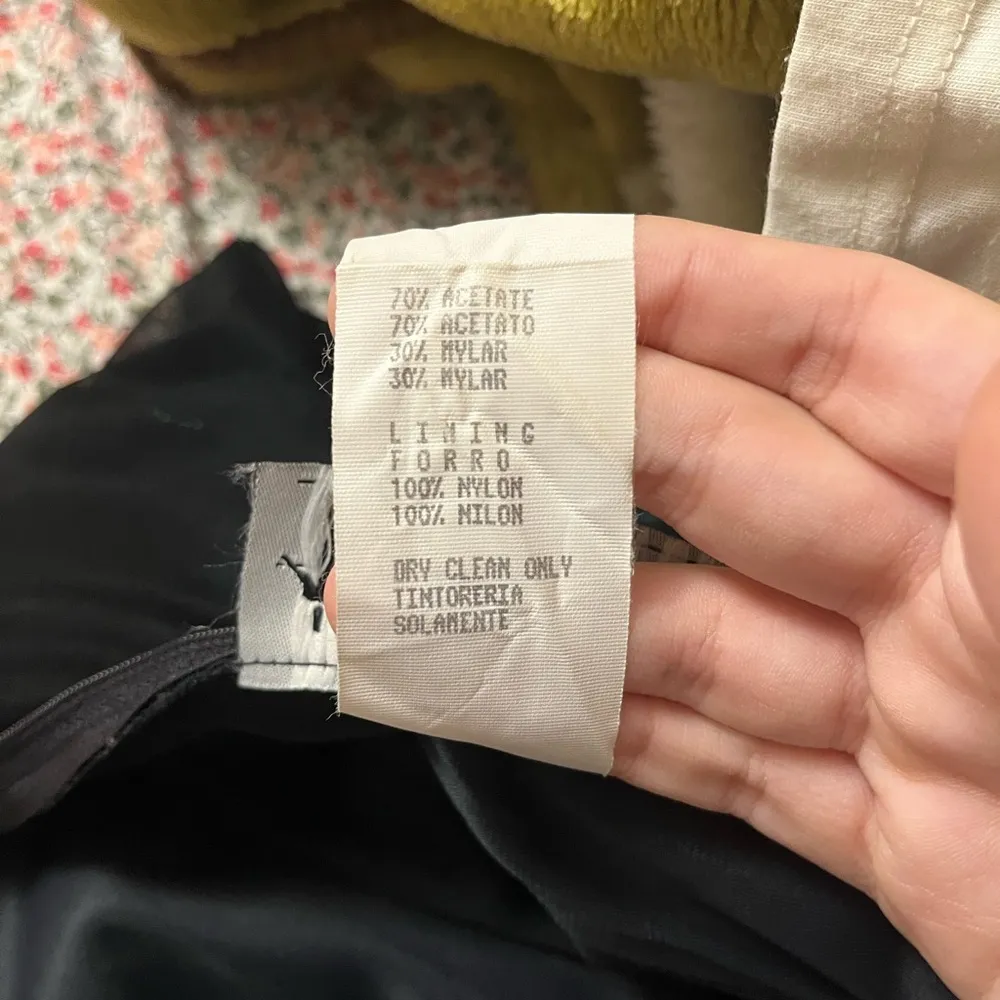 70% ACETATE
70% ACETATO
30% MYLAR
30% MYLAR
LINING
FORRO
100% NYLON
100% NILON
DRY CLEAN ONLY
TINTORERIA
SOLAMENTE